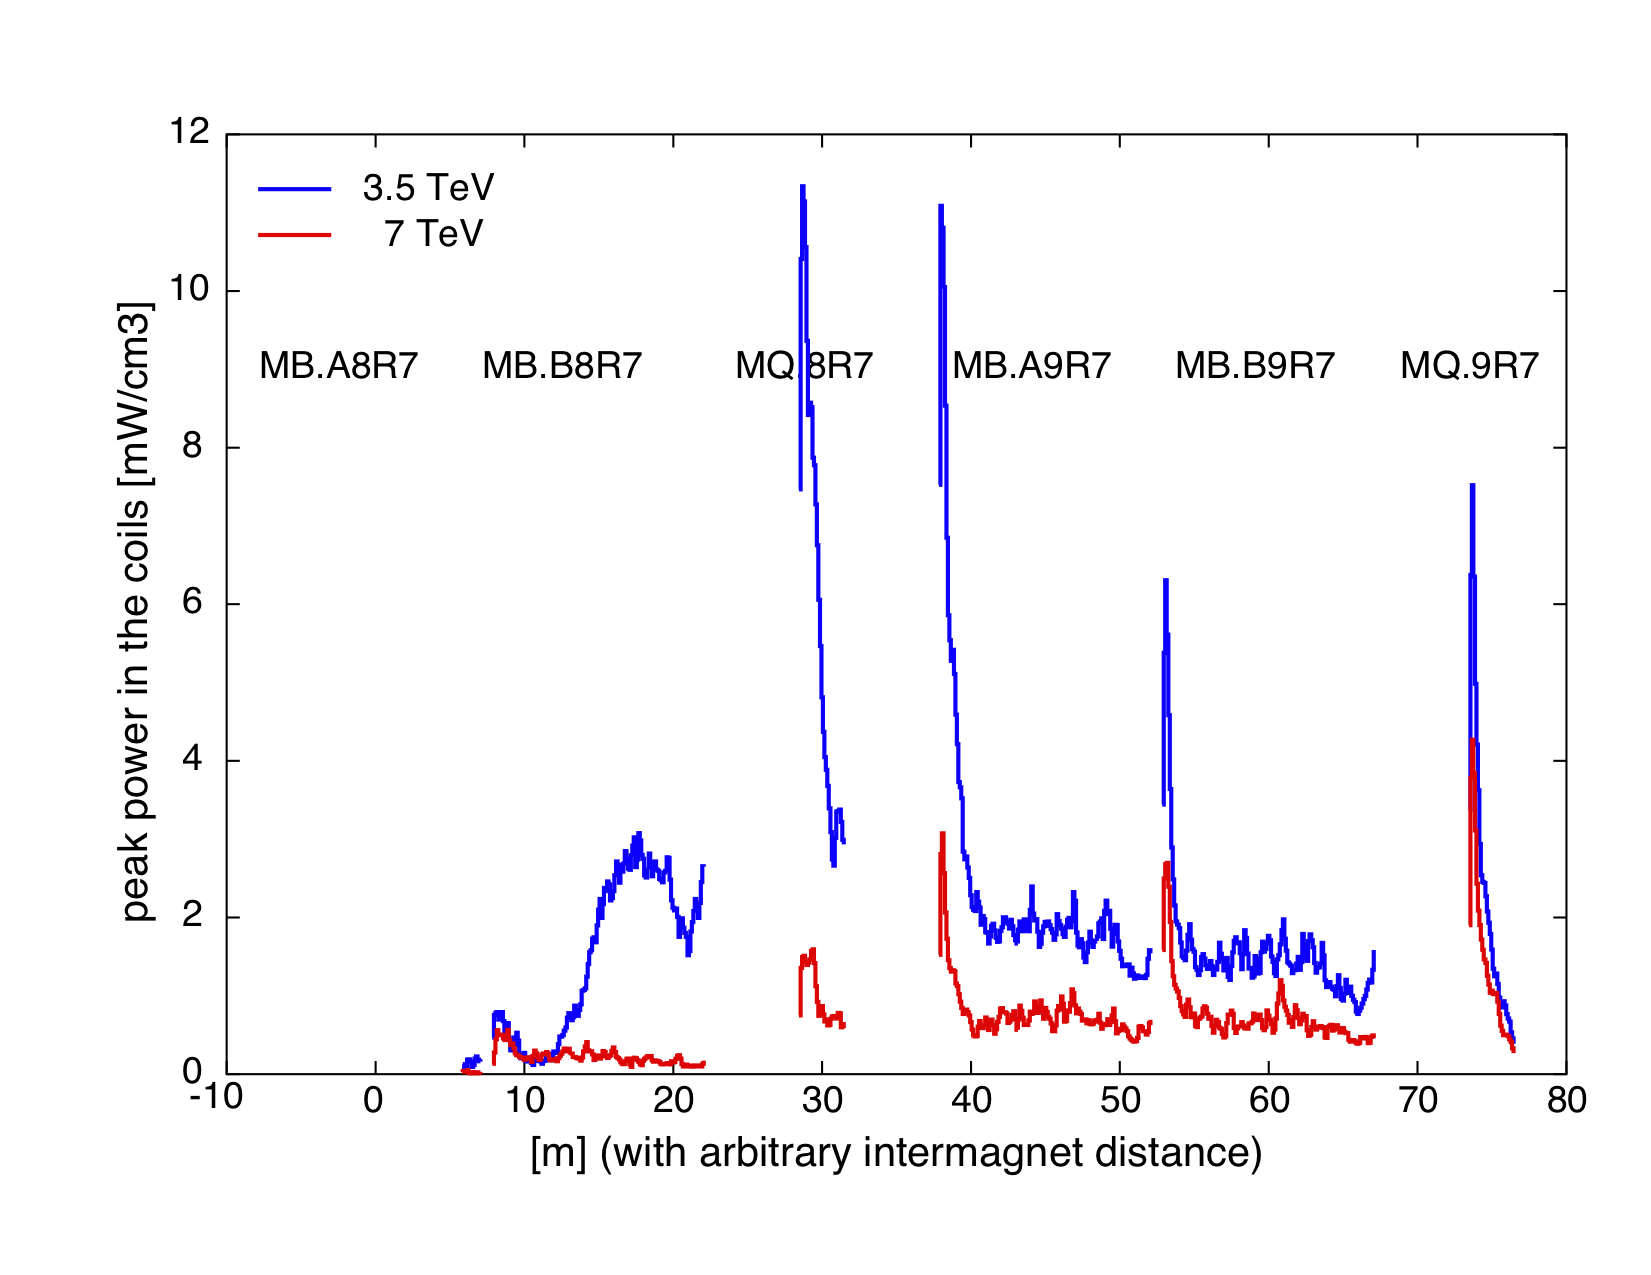 12
10
8
6
4
2
0
peak power in the coils [mW/cm3]
3.5 TeV
7 TeV
MB.A8R7 MB.B8R7 MQ.8R7 MB.A9R7 MB.B9R7 MQ.9R7
-10 0 10 20 30 40 50 60 70 80
[m] (with arbitrary intermagnet distance)